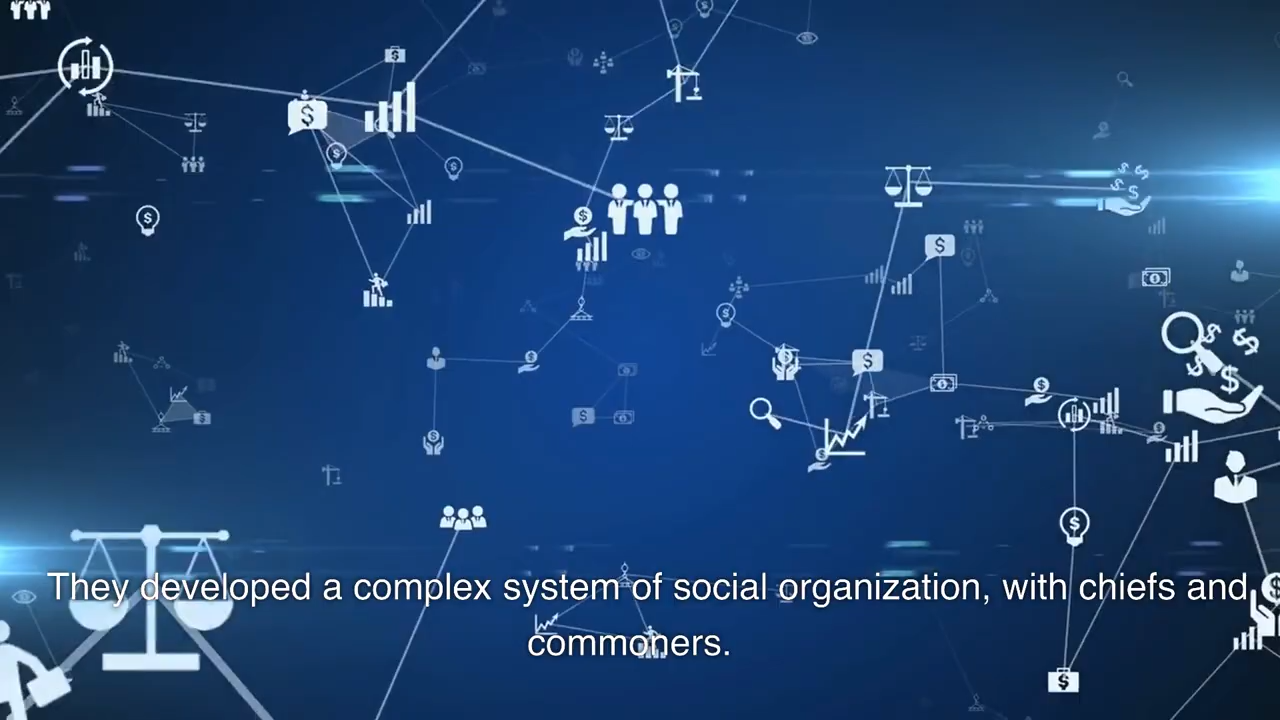 They developed a complex system of social organization, with chiefs and
commoners.